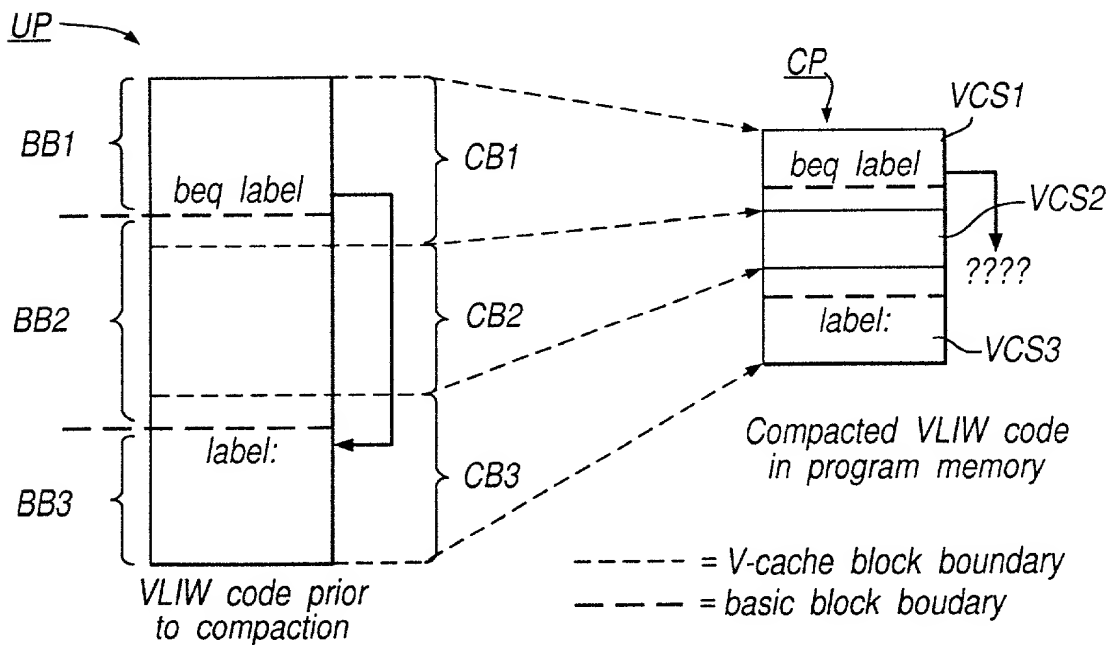 UP
BB1
beq label
CB1
BB2
CB2
label:
BB3
CB3
VLIW code prior
to compaction
CP
VCS1
beq label
VCS2
????
label:
VCS3
Compacted VLIW code
in program memory
= V-cache block boundary
= basic block boudary